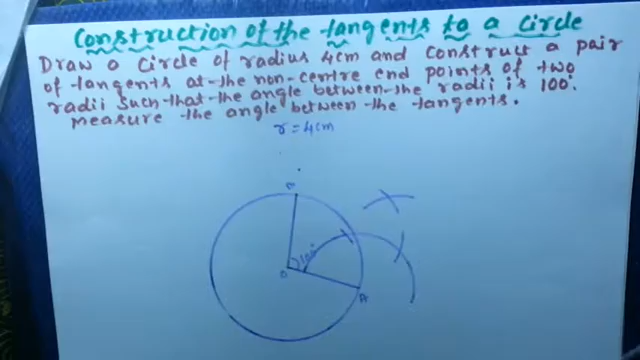 Construction of the tangents to a circle
Draw a circle of radius 4cm and construct a pair
of tangents at the non-centre end points of two
radii such that the angle between the radii is 100°.
Measure the angle between the tangents.
r = 4cm
B
100°
O
A